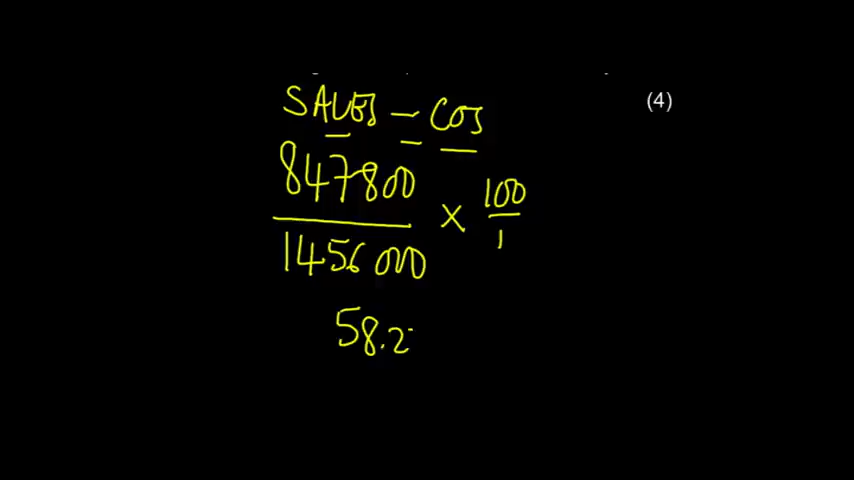 SALES - COS (4)
847800
———— × 100/1
1456000
58.2